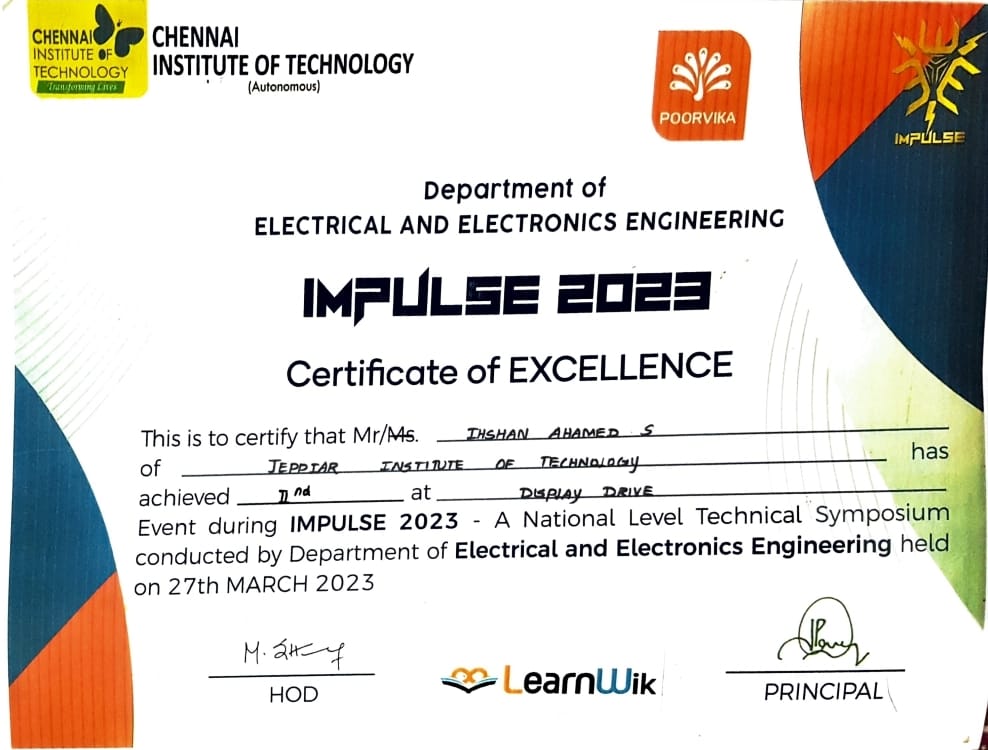 CHENNAI
INSTITUTE OF
TECHNOLOGY
Transforming Lives
CHENNAI
INSTITUTE OF TECHNOLOGY
(Autonomous)
POORVIKA
IMPULSE
Department of
ELECTRICAL AND ELECTRONICS ENGINEERING
IMPULSE 2023
Certificate of EXCELLENCE
This is to certify that Mr/Ms. IHSHAN AHAMED S
of JEPPIAR INSTITUTE OF TECHNOLOGY has
achieved IInd at DISPLAY DRIVE
Event during IMPULSE 2023 - A National Level Technical Symposium
conducted by Department of Electrical and Electronics Engineering held
on 27th MARCH 2023
HOD
LearnWik
PRINCIPAL